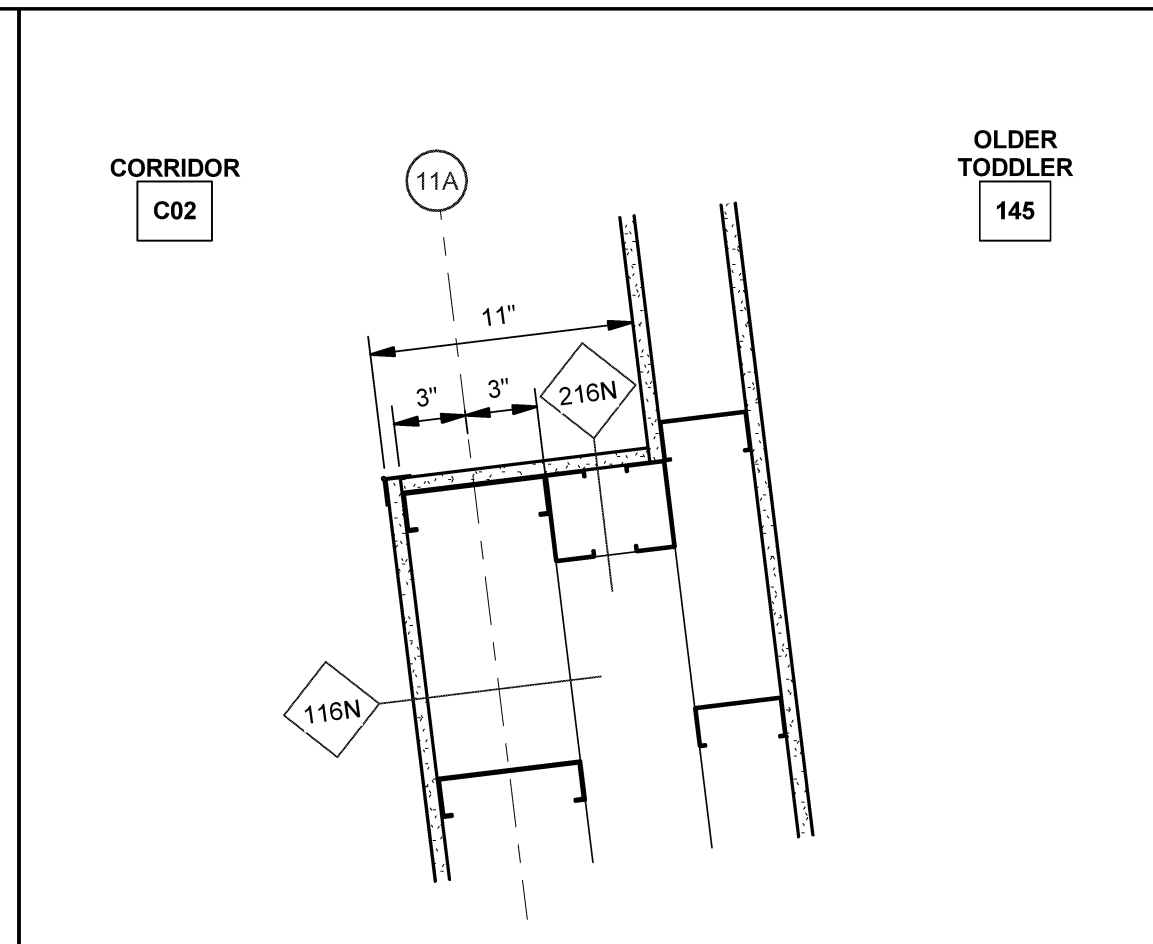 CORRIDOR
C02
11A
OLDER
TODDLER
145
11"
3"
3"
216N
116N